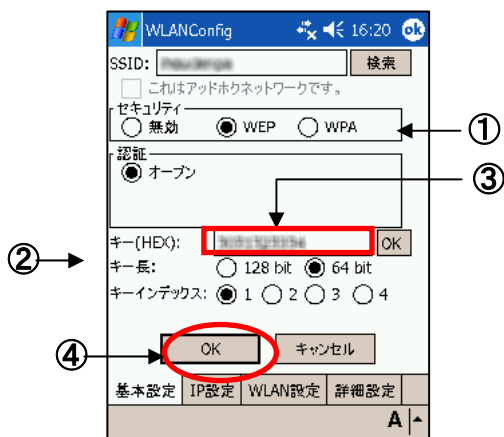 WLANConfig 16:20 ok
SSID: 検索
これはアッドホクネットワークです。
セキュリティ
無効 WEP WPA
①
認証
オープン
③
キー(HEX): OK
②
キー長: 128 bit 64 bit
キーインデックス: 1 2 3 4
④
OK キャンセル
基本設定 IP設定 WLAN設定 詳細設定
A